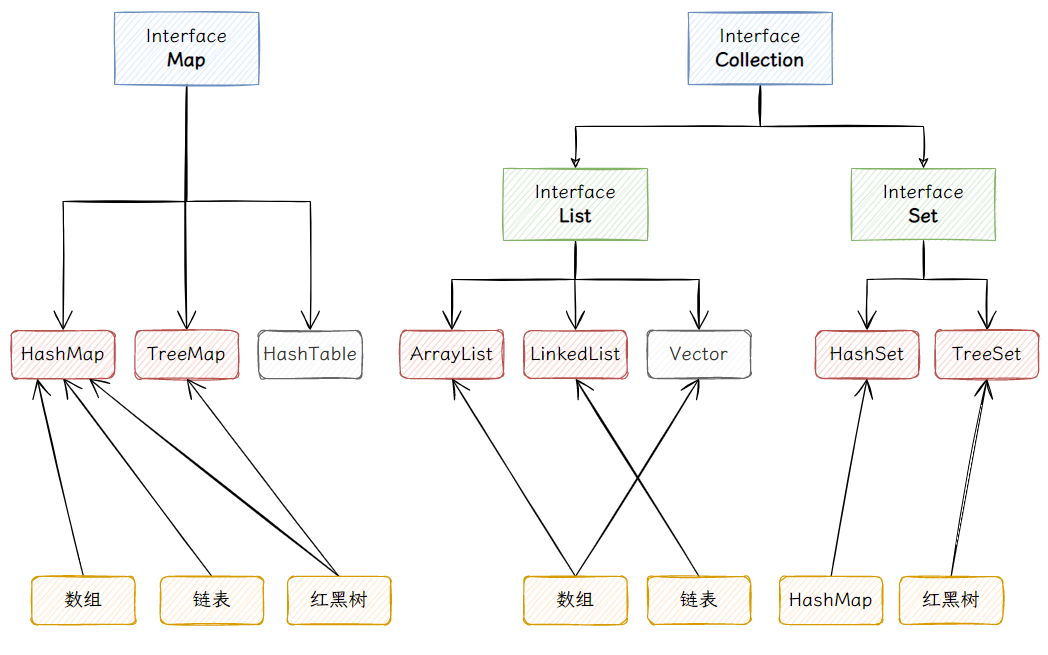 Interface
Map
Interface
Collection
Interface
List
Interface
Set
HashMap
TreeMap
HashTable
ArrayList
LinkedList
Vector
HashSet
TreeSet
数组
链表
红黑树
数组
链表
HashMap
红黑树